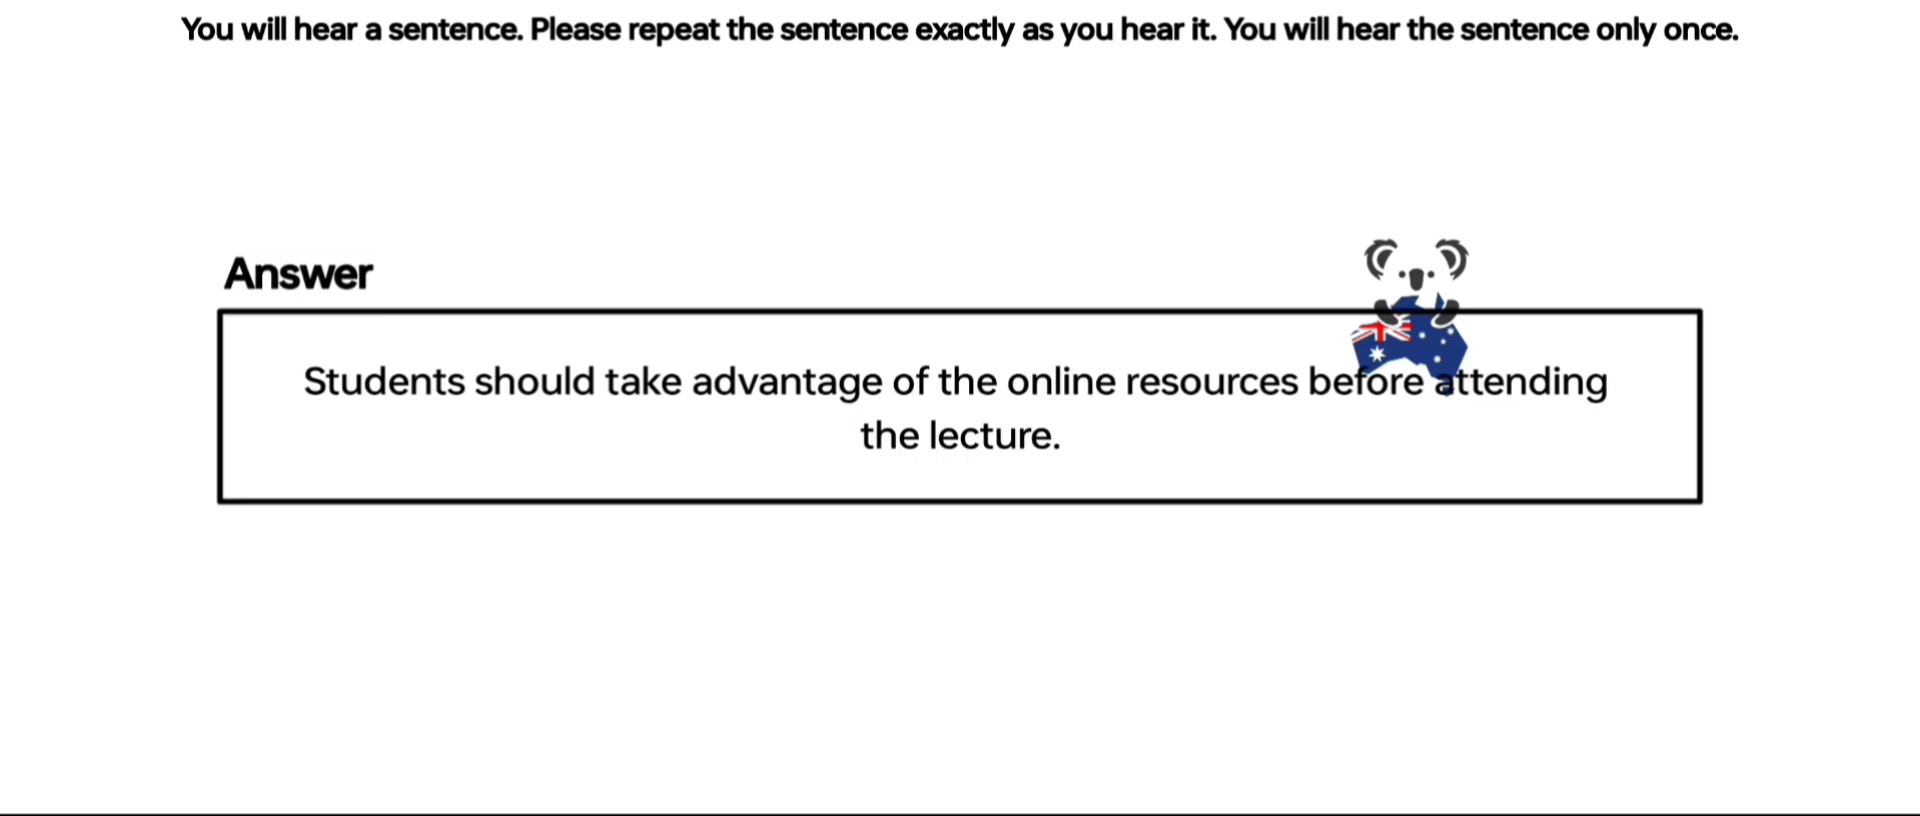 You will hear a sentence. Please repeat the sentence exactly as you hear it. You will hear the sentence only once.
Answer
Students should take advantage of the online resources before attending
the lecture.